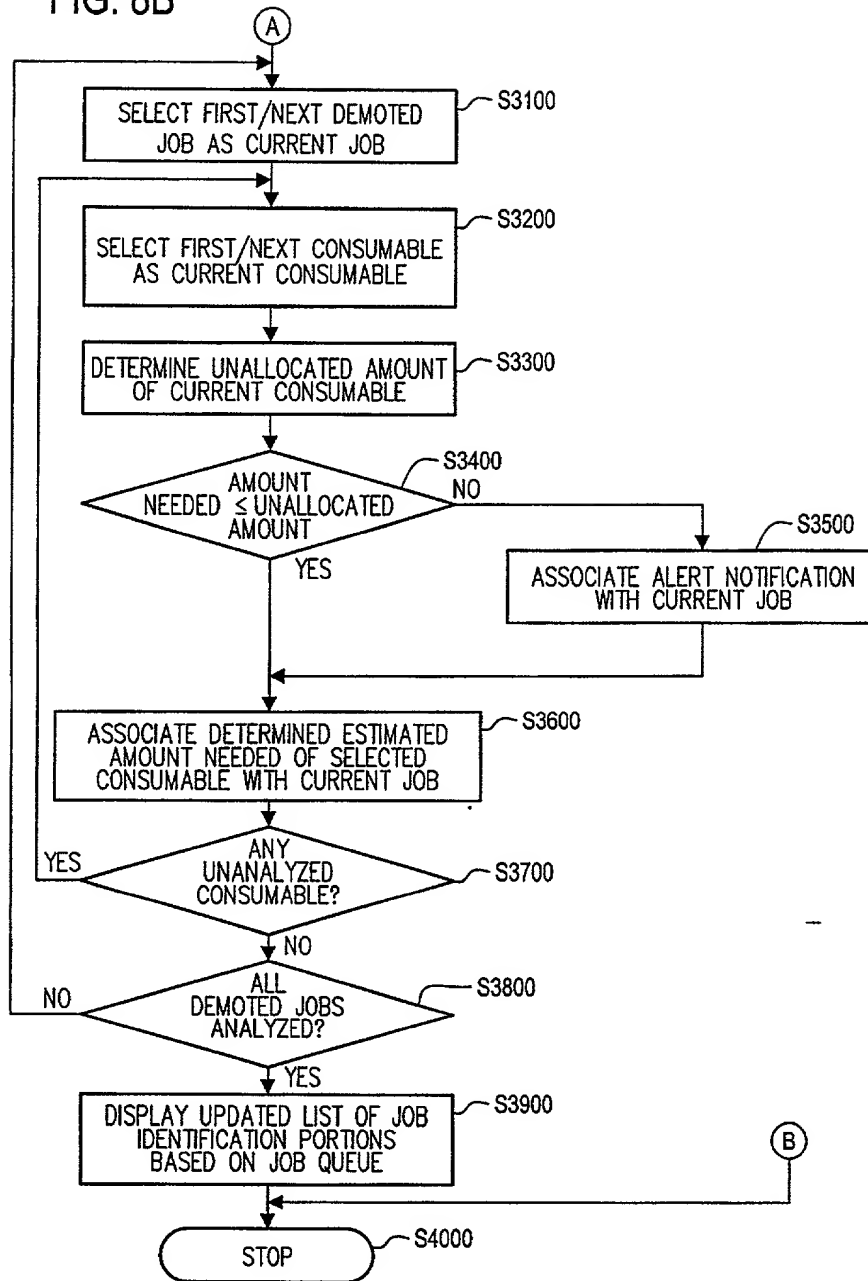 FIG. 8B
A
SELECT FIRST/NEXT DEMOTED
JOB AS CURRENT JOB
S3100
SELECT FIRST/NEXT CONSUMABLE
AS CURRENT CONSUMABLE
S3200
DETERMINE UNALLOCATED AMOUNT
OF CURRENT CONSUMABLE
S3300
AMOUNT
NEEDED ≤ UNALLOCATED
AMOUNT
S3400
NO
YES
ASSOCIATE ALERT NOTIFICATION
WITH CURRENT JOB
S3500
ASSOCIATE DETERMINED ESTIMATED
AMOUNT NEEDED OF SELECTED
CONSUMABLE WITH CURRENT JOB
S3600
ANY
UNANALYZED
CONSUMABLE?
S3700
YES
NO
ALL
DEMOTED JOBS
ANALYZED?
S3800
NO
YES
DISPLAY UPDATED LIST OF JOB
IDENTIFICATION PORTIONS
BASED ON JOB QUEUE
S3900
B
STOP
S4000